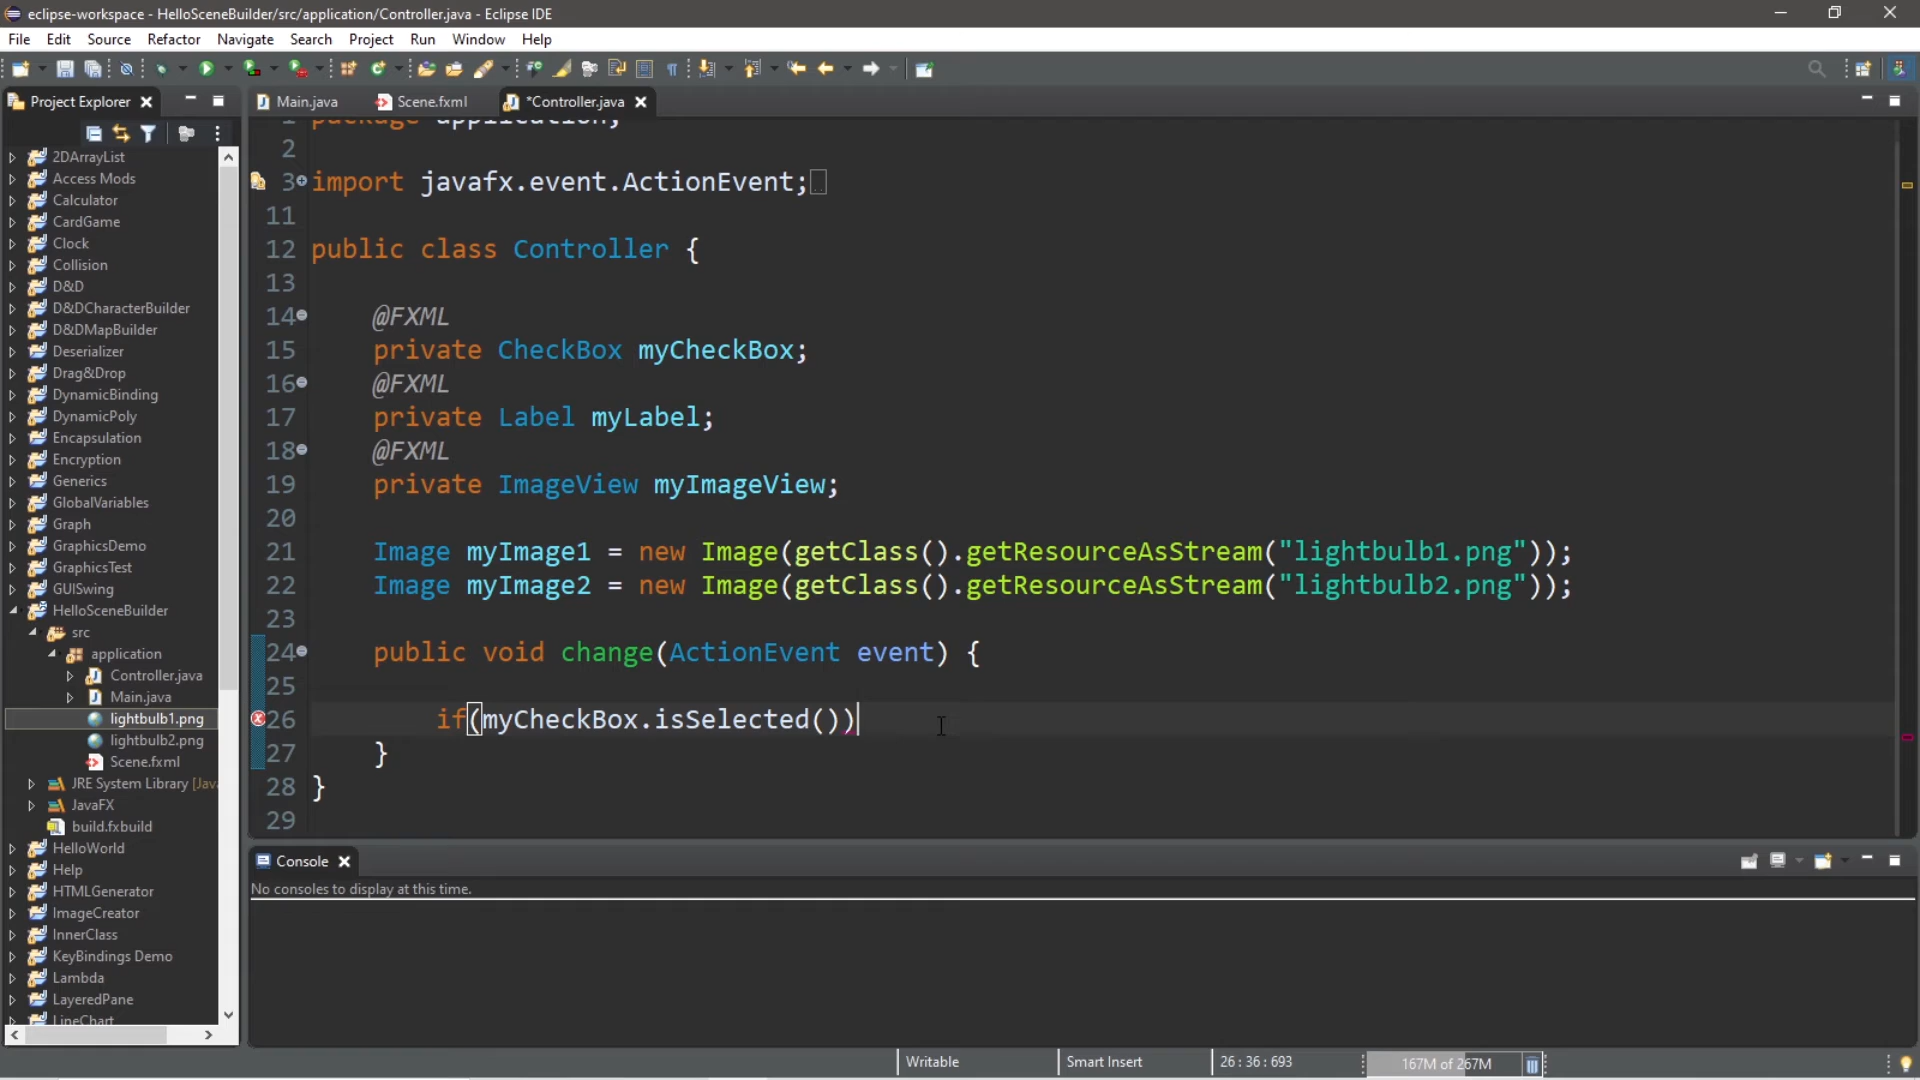 eclipse-workspace - HelloSceneBuilder/src/application/Controller.java - Eclipse IDE
File Edit Source Refactor Navigate Search Project Run Window Help
Project Explorer
Main.java Scene.fxml *Controller.java
2DArrayList
Access Mods
Calculator
CardGame
Clock
Collision
D&D
D&DCharacterBuilder
D&DMapBuilder
Deserializer
Drag&Drop
DynamicBinding
DynamicPoly
Encapsulation
Encryption
Generics
GlobalVariables
Graph
GraphicsDemo
GraphicsTest
GUISwing
HelloSceneBuilder
src
application
Controller.java
Main.java
lightbulb1.png
lightbulb2.png
Scene.fxml
JRE System Library [Java
JavaFX
build.fxbuild
HelloWorld
Help
HTMLGenerator
ImageCreator
InnerClass
KeyBindings Demo
Lambda
LayeredPane
LineChart
1 package application;
2
3 import javafx.event.ActionEvent;
11
12 public class Controller {
13
14 @FXML
15 private CheckBox myCheckBox;
16 @FXML
17 private Label myLabel;
18 @FXML
19 private ImageView myImageView;
20
21 Image myImage1 = new Image(getClass().getResourceAsStream("lightbulb1.png"));
22 Image myImage2 = new Image(getClass().getResourceAsStream("lightbulb2.png"));
23
24 public void change(ActionEvent event) {
25
26 if(myCheckBox.isSelected())
27 }
28 }
29
Console
No consoles to display at this time.
Writable Smart Insert 26 : 36 : 693 167M of 267M